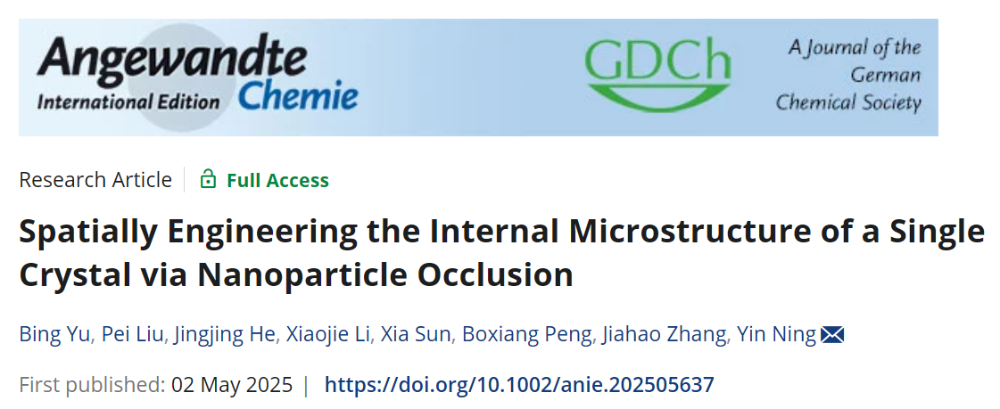 Angewandte
International Edition Chemie
GDCh
A Journal of the
German
Chemical Society
Research Article
Full Access
Spatially Engineering the Internal Microstructure of a Single
Crystal via Nanoparticle Occlusion
Bing Yu, Pei Liu, Jingjing He, Xiaojie Li, Xia Sun, Boxiang Peng, Jiahao Zhang, Yin Ning
First published: 02 May 2025 | https://doi.org/10.1002/anie.202505637